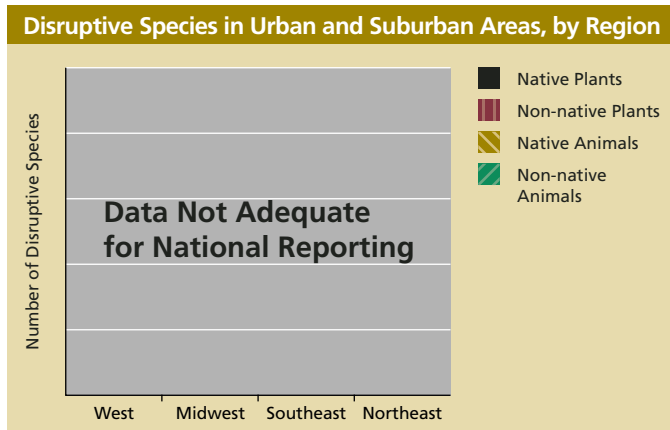 Disruptive Species in Urban and Suburban Areas, by Region
Number of Disruptive Species
Data Not Adequate
for National Reporting
West
Midwest
Southeast
Northeast
Native Plants
Non-native Plants
Native Animals
Non-native
Animals